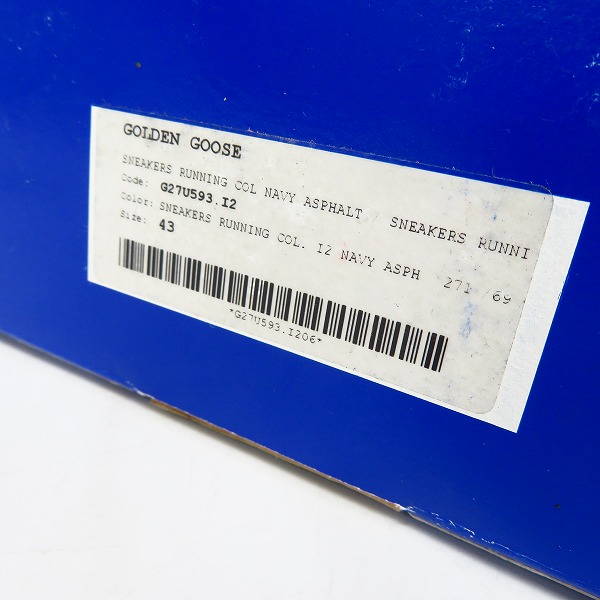 GOLDEN GOOSE
SNEAKERS RUNNING COL NAVY ASPHALT / SNEAKERS RUNNI
Code: G27U593.I2
Color: SNEAKERS RUNNING COL. I2 NAVY ASPH 271 /69
Size: 43
*G27U593.I206*